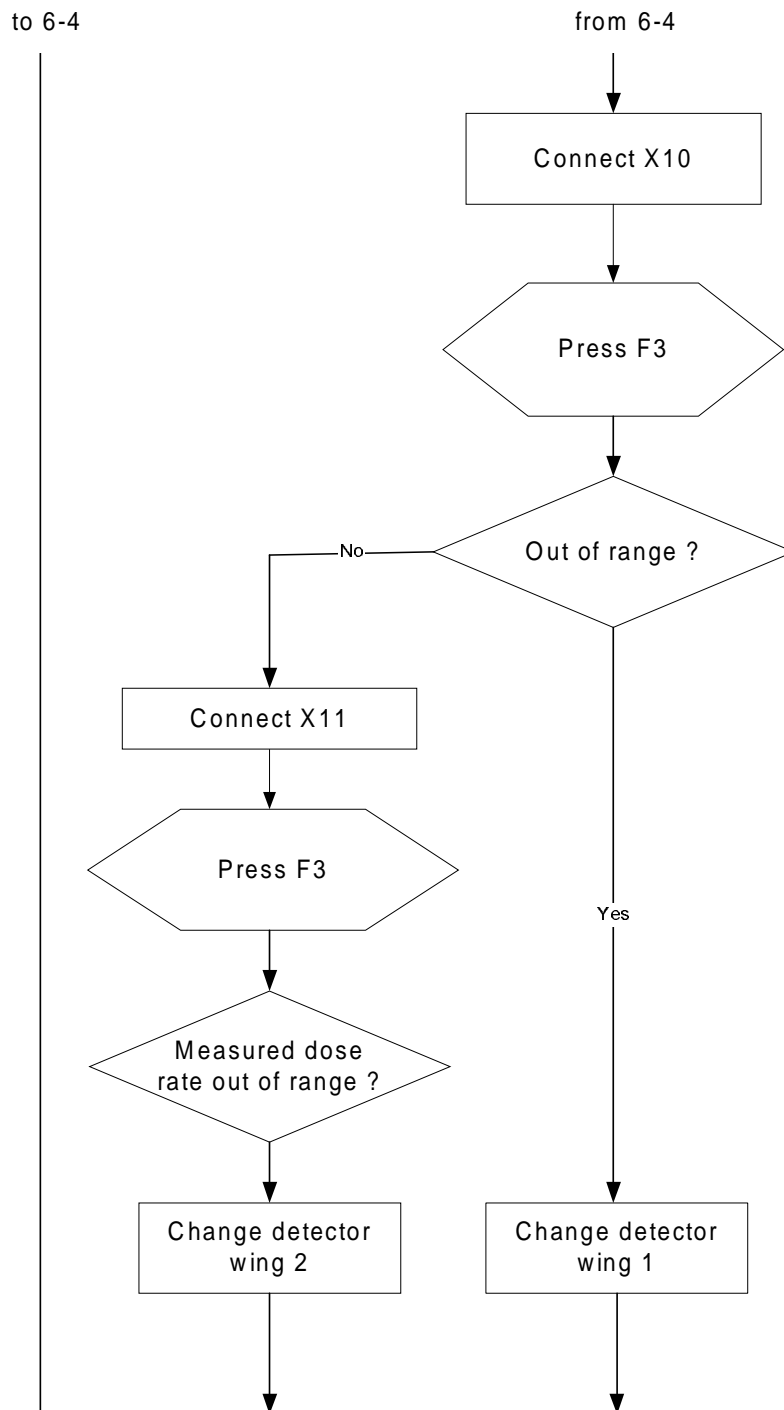 to 6-4
from 6-4
Connect X10
Press F3
Out of range ?
No
Connect X11
Press F3
Yes
Measured dose
rate out of range ?
Change detector
wing 2
Change detector
wing 1